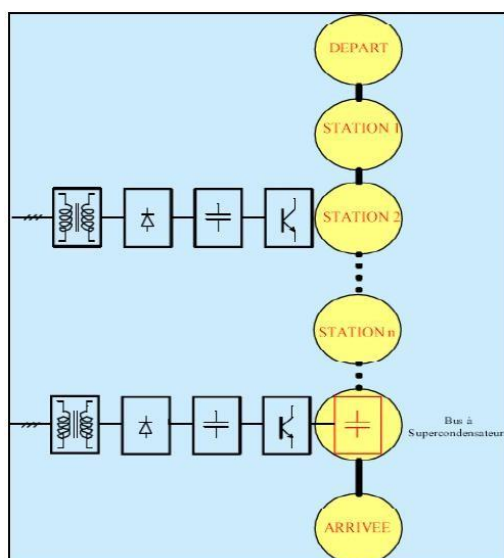 DEPART
STATION 1
STATION 2
STATION n
Bus à
Supercondensateur
ARRIVEE